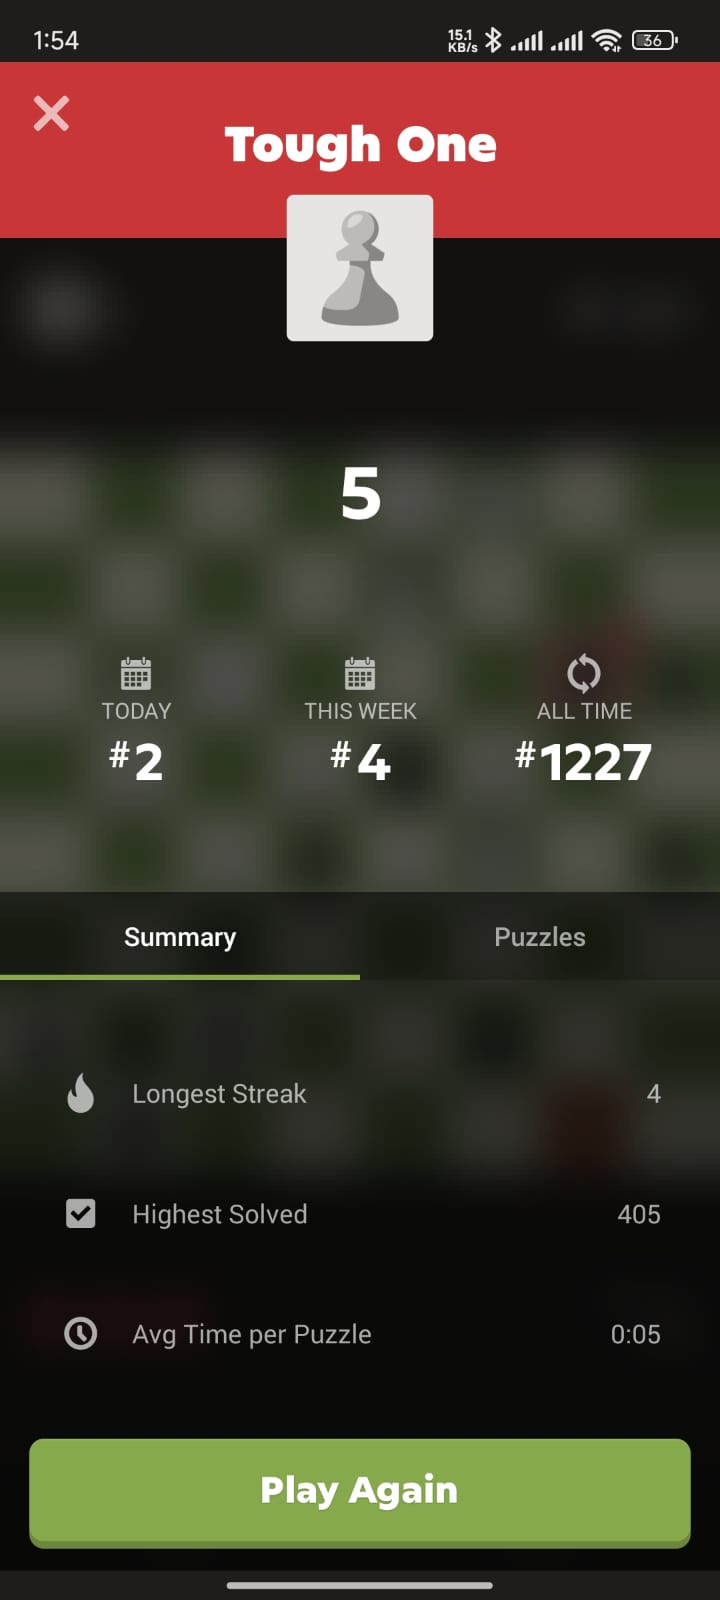 1:54
15.1
KB/s
36
Tough One
5
TODAY
THIS WEEK
ALL TIME
#2
#4
#1227
Summary
Puzzles
Longest Streak
4
Highest Solved
405
Avg Time per Puzzle
0:05
Play Again